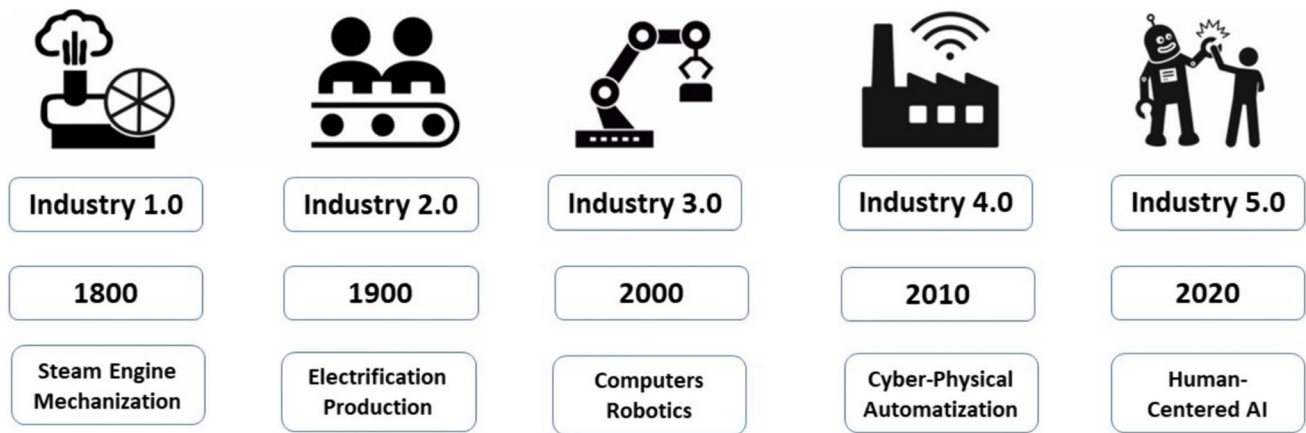 Industry 1.0
Industry 2.0
Industry 3.0
Industry 4.0
Industry 5.0
1800
1900
2000
2010
2020
Steam Engine
Mechanization
Electrification
Production
Computers
Robotics
Cyber-Physical
Automatization
Human-
Centered AI